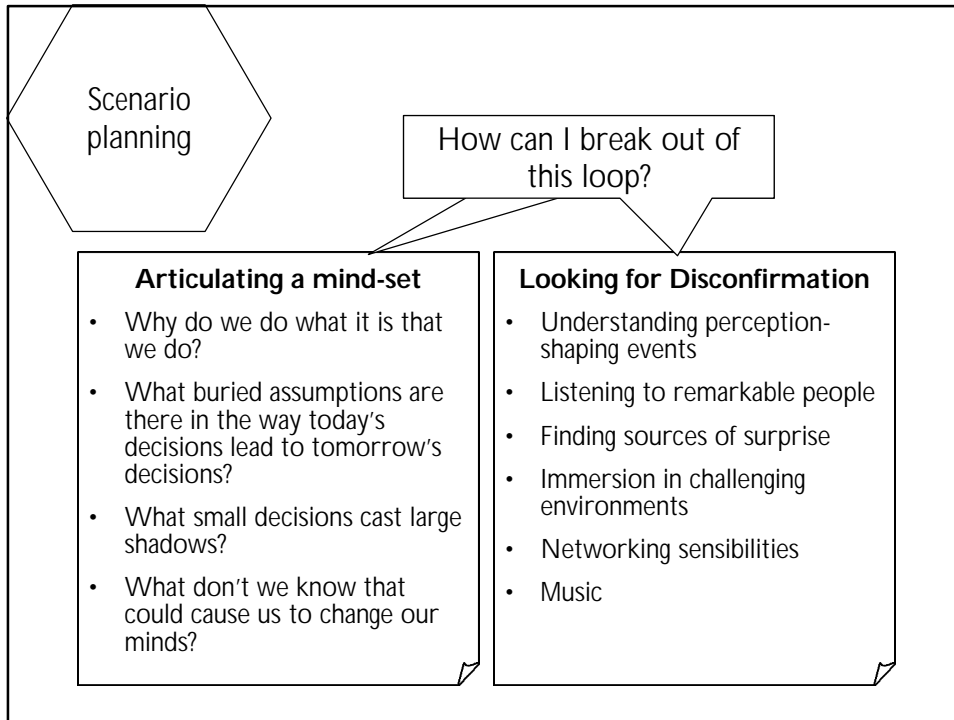 Scenario
planning
How can I break out of
this loop?
Articulating a mind-set
• Why do we do what it is that
we do?
• What buried assumptions are
there in the way today's
decisions lead to tomorrow's
decisions?
• What small decisions cast large
shadows?
• What don't we know that
could cause us to change our
minds?
Looking for Disconfirmation
• Understanding perception-
shaping events
• Listening to remarkable people
• Finding sources of surprise
• Immersion in challenging
environments
• Networking sensibilities
• Music